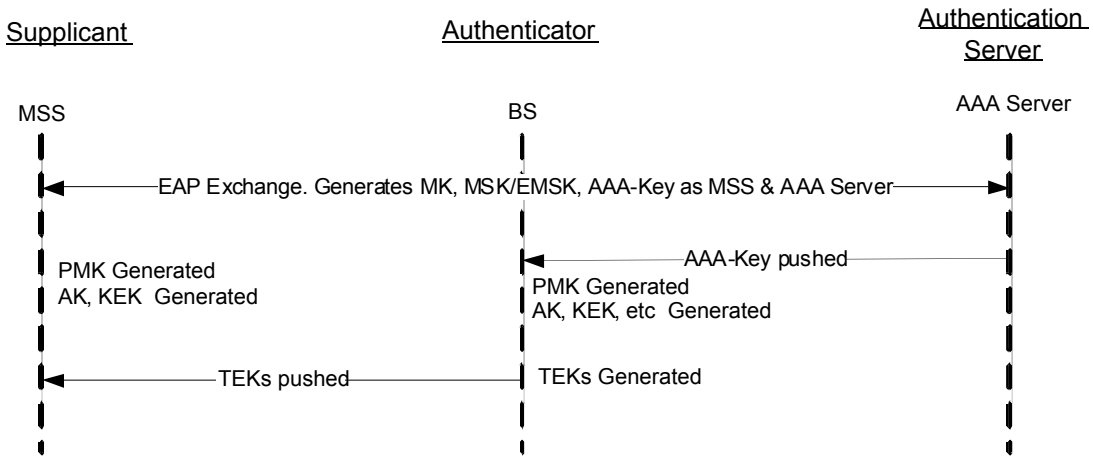 Supplicant
Authenticator
Authentication
Server
MSS
BS
AAA Server
EAP Exchange. Generates MK, MSK/EMSK, AAA-Key as MSS & AAA Server
AAA-Key pushed
PMK Generated
AK, KEK Generated
PMK Generated
AK, KEK, etc Generated
TEKs pushed
TEKs Generated